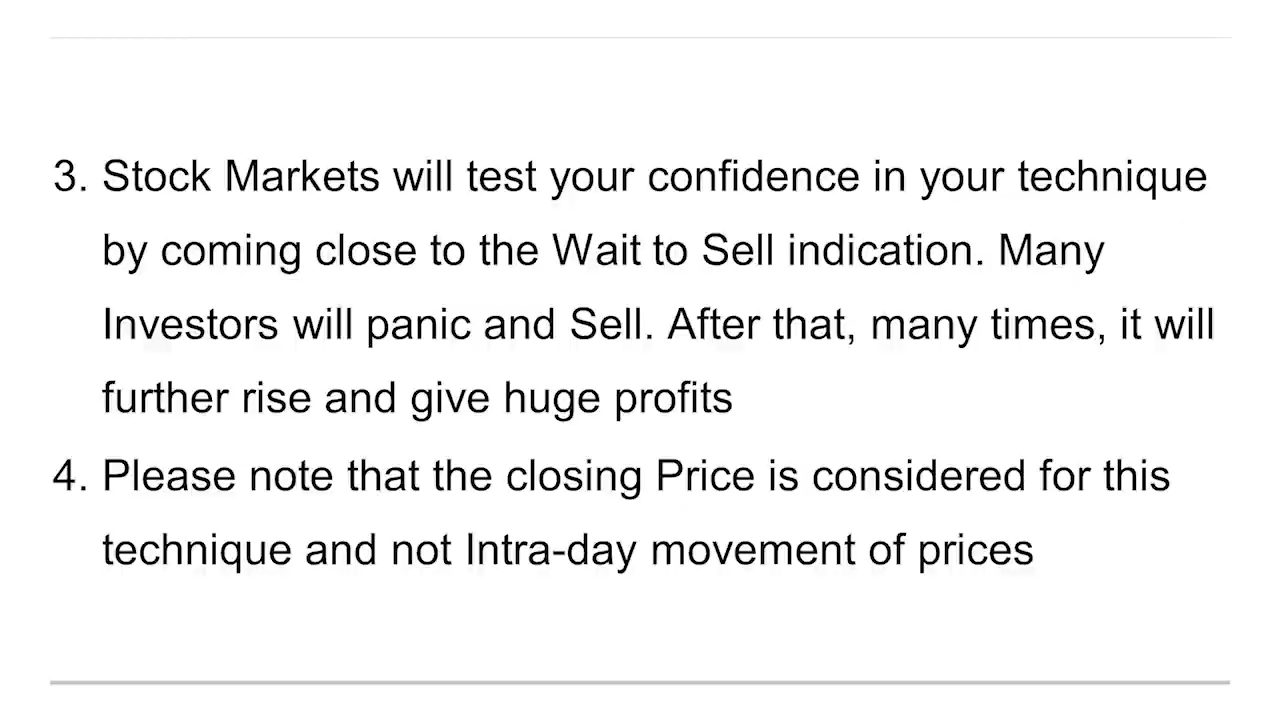 3. Stock Markets will test your confidence in your technique
by coming close to the Wait to Sell indication. Many
Investors will panic and Sell. After that, many times, it will
further rise and give huge profits
4. Please note that the closing Price is considered for this
technique and not Intra-day movement of prices